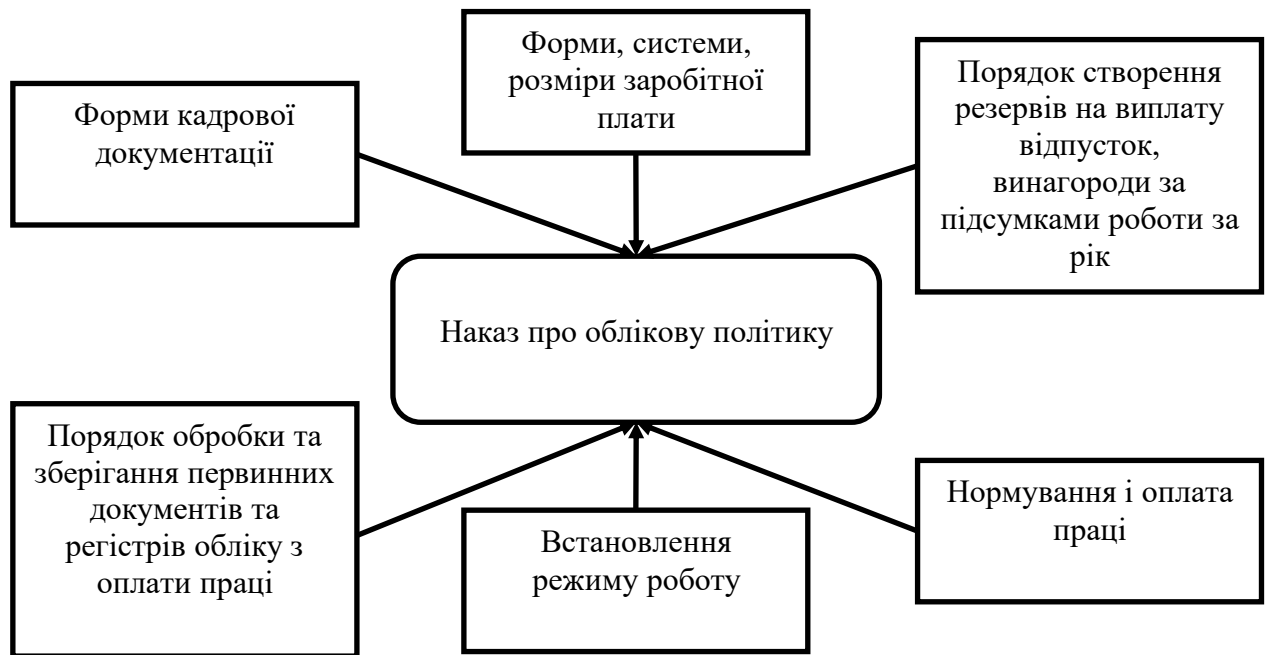 Форми кадрової
документації
Форми, системи,
розміри заробітної
плати
Порядок створення
резервів на виплату
відпусток,
винагороди за
підсумками роботи за
рік
Наказ про облікову політику
Порядок обробки та
зберігання первинних
документів та
регістрів обліку з
оплати праці
Встановлення
режиму роботу
Нормування і оплата
праці